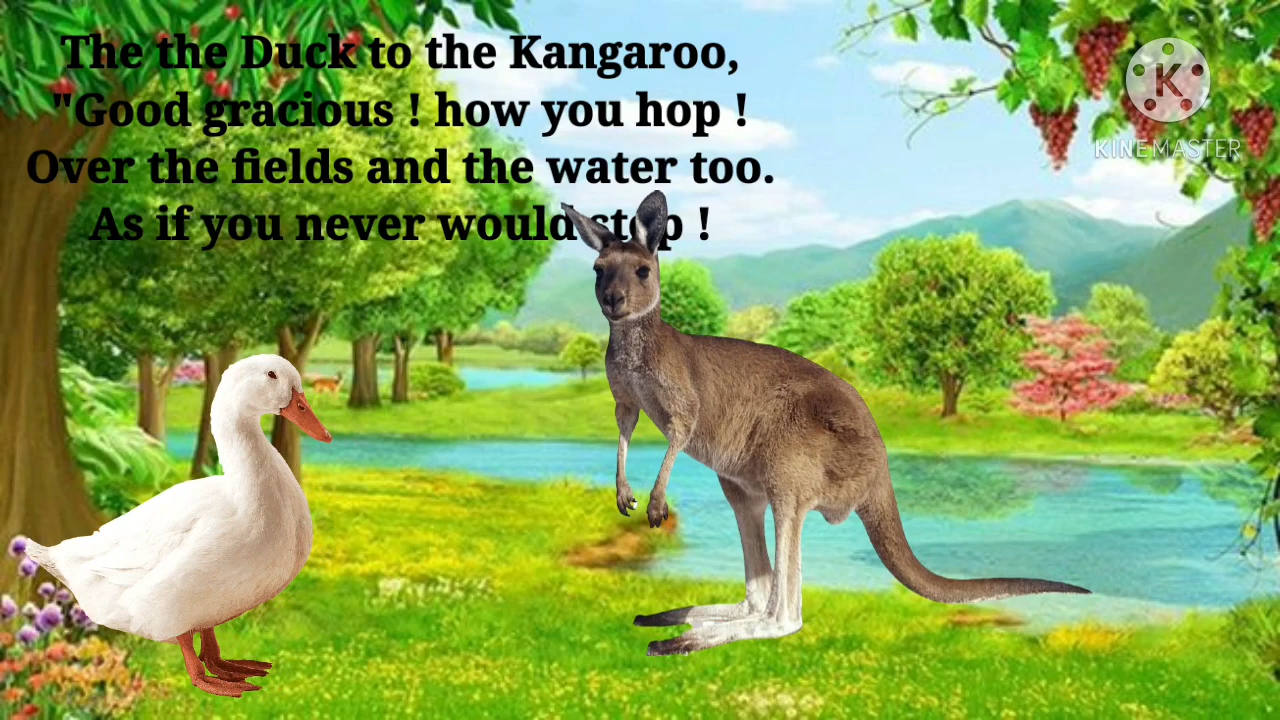 The the Duck to the Kangaroo,
"Good gracious ! how you hop !
Over the fields and the water too.
As if you never would stop !
K
KINEMASTER